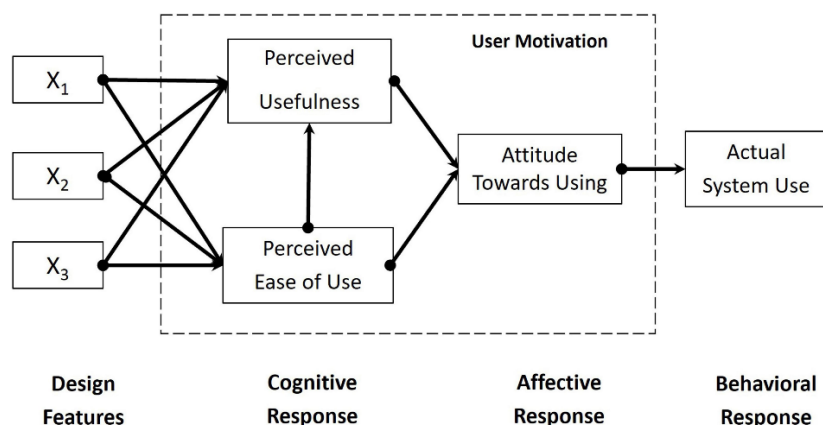 User Motivation
X₁
X₂
X₃
Perceived
Usefulness
Perceived
Ease of Use
Attitude
Towards Using
Actual
System Use
Design
Features
Cognitive
Response
Affective
Response
Behavioral
Response